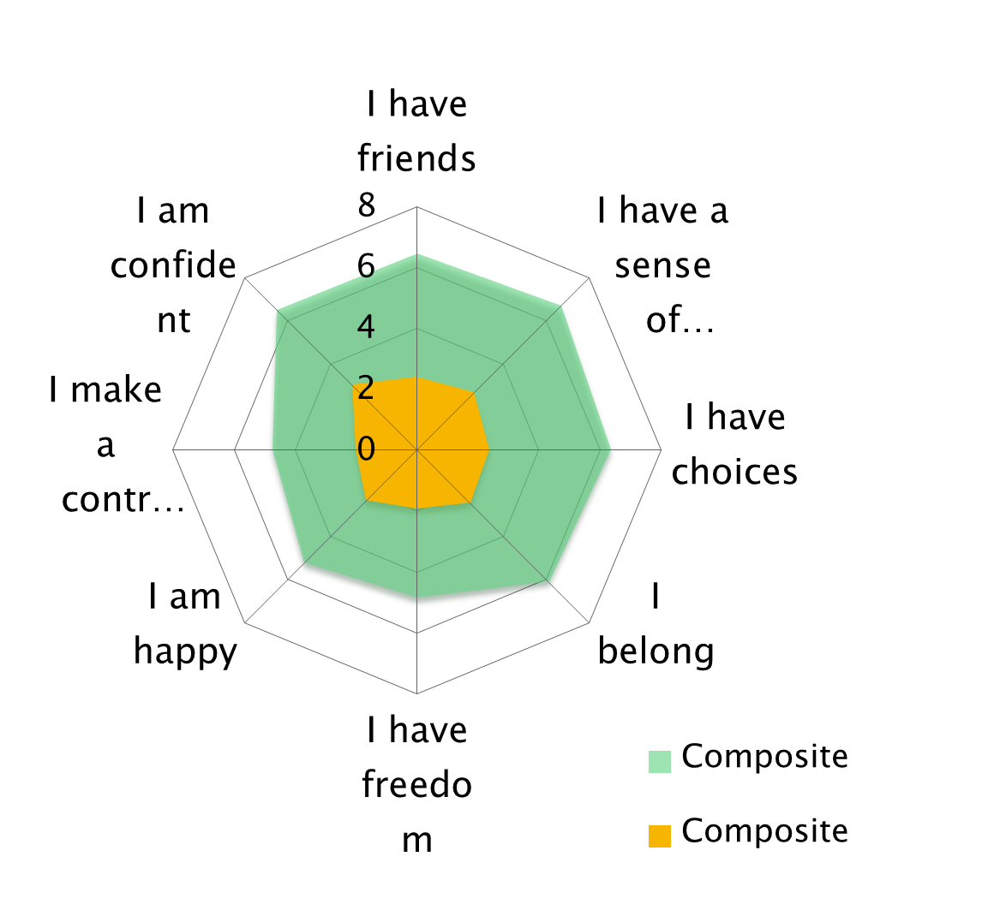 I have
friends
I have a
sense
of...
I have
choices
I
belong
I have
freedo
m
I am
happy
I make
a
contr...
I am
confide
nt
8
6
4
2
0
Composite
Composite